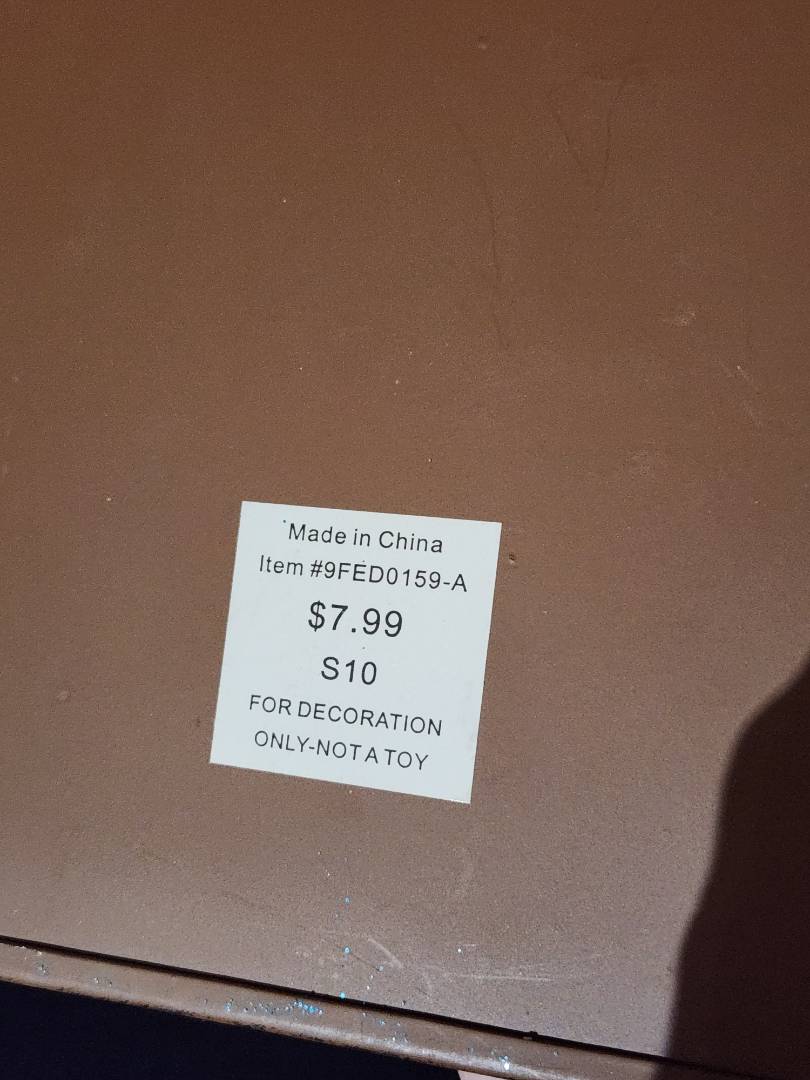 Made in China
Item #9FED0159-A
$7.99
S10
FOR DECORATION
ONLY-NOT A TOY